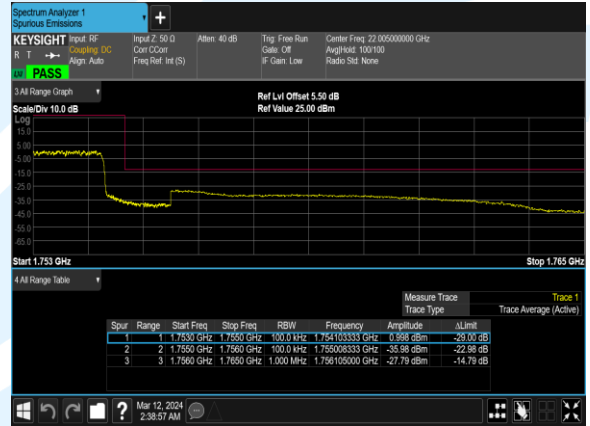 Spectrum Analyzer 1
Spurious Emissions
KEYSIGHT Input: RF Input Z: 50 Ω Atten: 40 dB Trig: Free Run Center Freq: 22.005000000 GHz
R T Coupling: DC Corr CCorr Gate: Off Avg|Hold: 100/100
Align: Auto Freq Ref: Int (S) IF Gain: Low Radio Std: None
PASS
3 All Range Graph Ref Lvl Offset 5.50 dB
Scale/Div 10.0 dB Ref Value 25.00 dBm
Log
15.0
5.00
-5.00
-15.0
-25.0
-35.0
-45.0
-55.0
-65.0
Start 1.753 GHz Stop 1.765 GHz
4 All Range Table
Measure Trace Trace 1
Trace Type Trace Average (Active)
Spur Range Start Freq Stop Freq RBW Frequency Amplitude ΔLimit
1 1 1.7530 GHz 1.7550 GHz 100.0 kHz 1.754103333 GHz 0.998 dBm -29.00 dB
2 2 1.7550 GHz 1.7560 GHz 100.0 kHz 1.755008333 GHz -35.98 dBm -22.98 dB
3 3 1.7560 GHz 1.7650 GHz 1.000 MHz 1.756105000 GHz -27.79 dBm -14.79 dB
Mar 12, 2024
2:38:57 AM